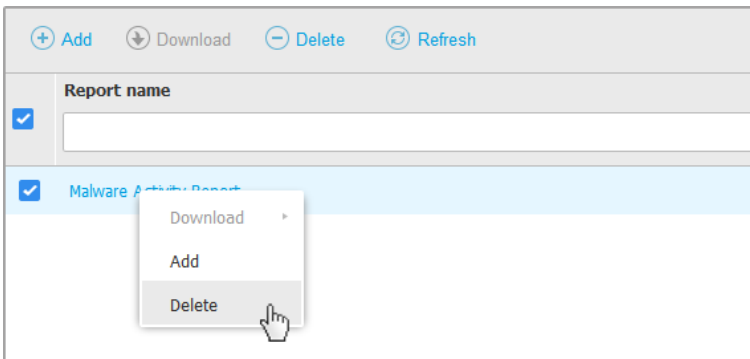 Add Download Delete Refresh
Report name
Malware Activity Report
Download
Add
Delete